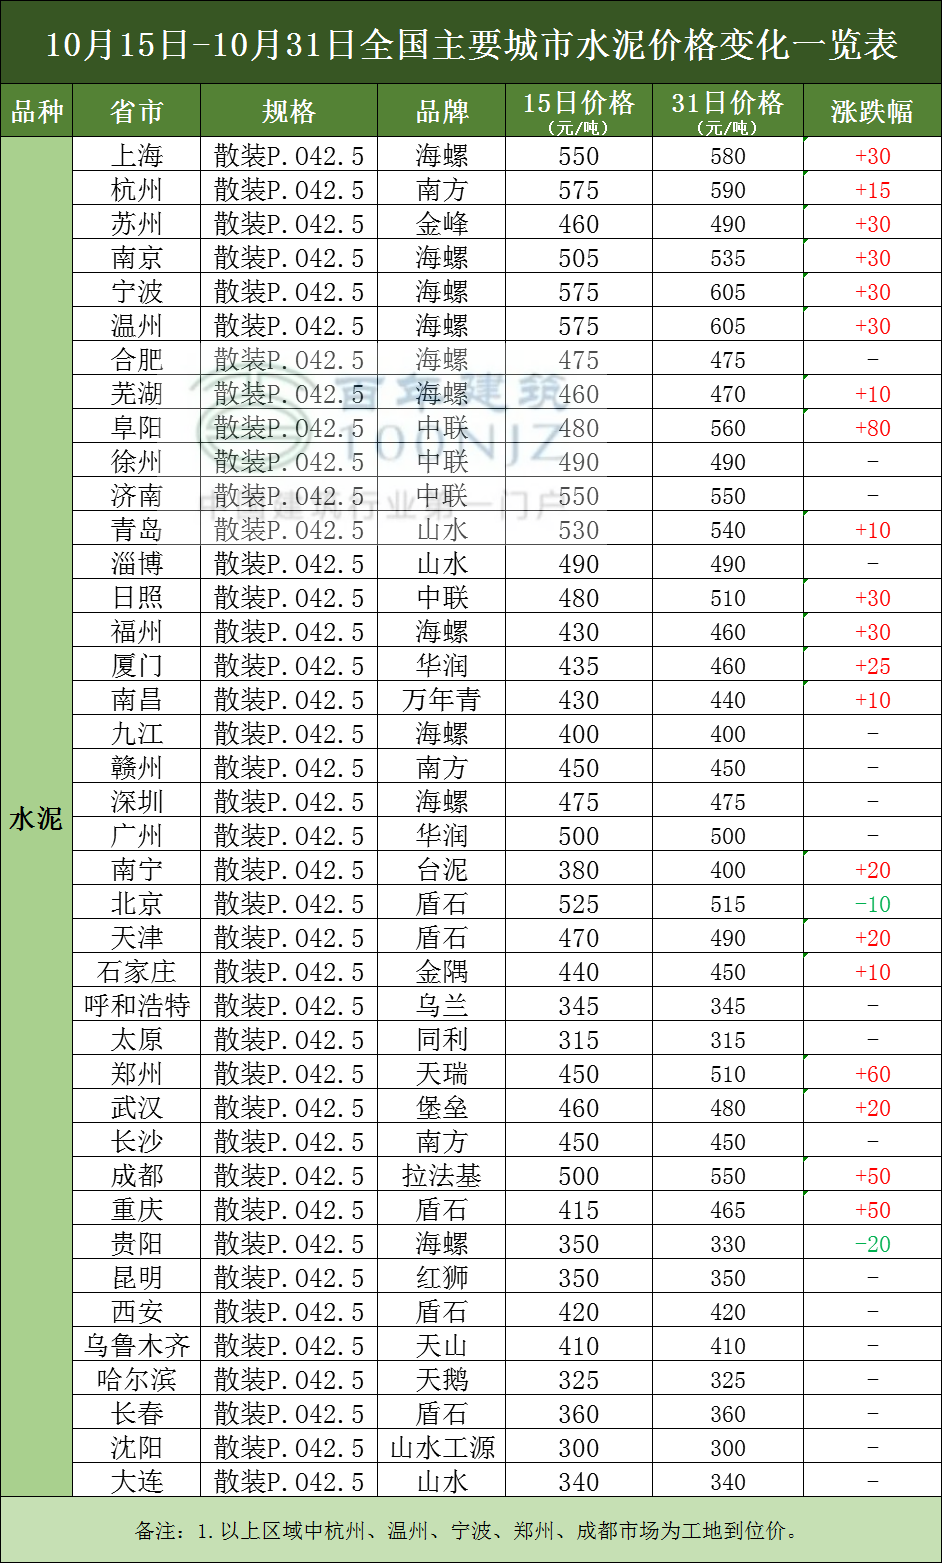 10月15日-10月31日全国主要城市水泥价格变化一览表
品种 省市 规格 品牌 15日价格 (元/吨) 31日价格 (元/吨) 涨跌幅
水泥
上海 散装P.O42.5 海螺 550 580 +30
杭州 散装P.O42.5 南方 575 590 +15
苏州 散装P.O42.5 金峰 460 490 +30
南京 散装P.O42.5 海螺 505 535 +30
宁波 散装P.O42.5 海螺 575 605 +30
温州 散装P.O42.5 海螺 575 605 +30
合肥 散装P.O42.5 海螺 475 475 -
芜湖 散装P.O42.5 海螺 460 470 +10
阜阳 散装P.O42.5 中联 480 560 +80
徐州 散装P.O42.5 中联 490 490 -
济南 散装P.O42.5 中联 550 550 -
青岛 散装P.O42.5 山水 530 540 +10
淄博 散装P.O42.5 山水 490 490 -
日照 散装P.O42.5 中联 480 510 +30
福州 散装P.O42.5 海螺 430 460 +30
厦门 散装P.O42.5 华润 435 460 +25
南昌 散装P.O42.5 万年青 430 440 +10
九江 散装P.O42.5 海螺 400 400 -
赣州 散装P.O42.5 南方 450 450 -
深圳 散装P.O42.5 海螺 475 475 -
广州 散装P.O42.5 华润 500 500 -
南宁 散装P.O42.5 台泥 380 400 +20
北京 散装P.O42.5 盾石 525 515 -10
天津 散装P.O42.5 盾石 470 490 +20
石家庄 散装P.O42.5 金隅 440 450 +10
呼和浩特 散装P.O42.5 乌兰 345 345 -
太原 散装P.O42.5 同利 315 315 -
郑州 散装P.O42.5 天瑞 450 510 +60
武汉 散装P.O42.5 堡垒 460 480 +20
长沙 散装P.O42.5 南方 450 450 -
成都 散装P.O42.5 拉法基 500 550 +50
重庆 散装P.O42.5 盾石 415 465 +50
贵阳 散装P.O42.5 海螺 350 330 -20
昆明 散装P.O42.5 红狮 350 350 -
西安 散装P.O42.5 盾石 420 420 -
乌鲁木齐 散装P.O42.5 天山 410 410 -
哈尔滨 散装P.O42.5 天鹅 325 325 -
长春 散装P.O42.5 盾石 360 360 -
沈阳 散装P.O42.5 山水工源 300 300 -
大连 散装P.O42.5 山水 340 340 -
百年建筑
100NJZ
中国建筑行业第一门户
备注：1.以上区域中杭州、温州、宁波、郑州、成都市场为工地到位价。